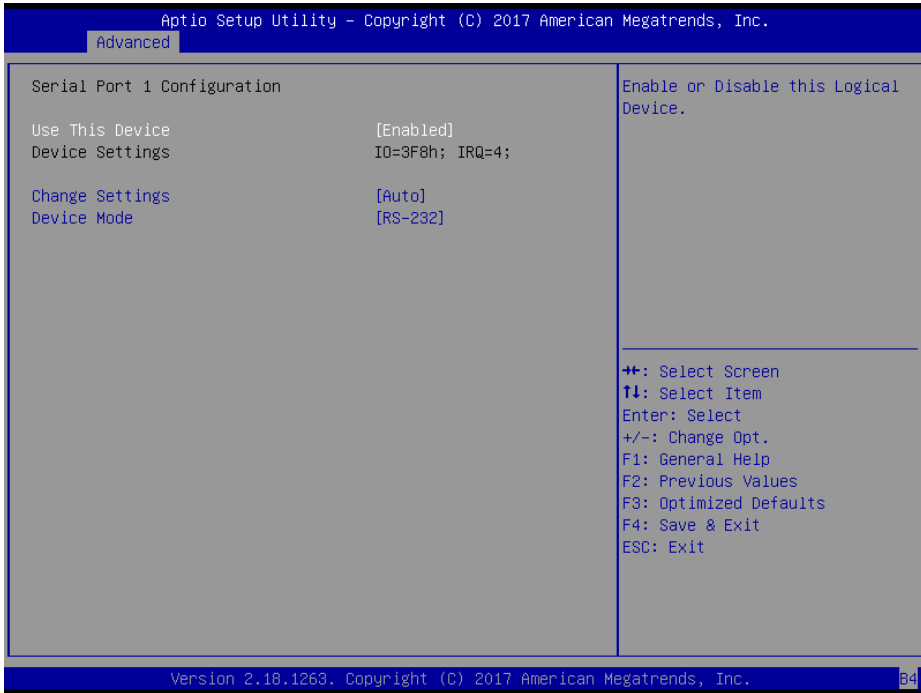 Aptio Setup Utility – Copyright (C) 2017 American Megatrends, Inc.
Advanced
Serial Port 1 Configuration
Use This Device [Enabled]
Device Settings IO=3F8h; IRQ=4;
Change Settings [Auto]
Device Mode [RS-232]
Enable or Disable this Logical
Device.
→←: Select Screen
↑↓: Select Item
Enter: Select
+/-: Change Opt.
F1: General Help
F2: Previous Values
F3: Optimized Defaults
F4: Save & Exit
ESC: Exit
Version 2.18.1263. Copyright (C) 2017 American Megatrends, Inc.
B4